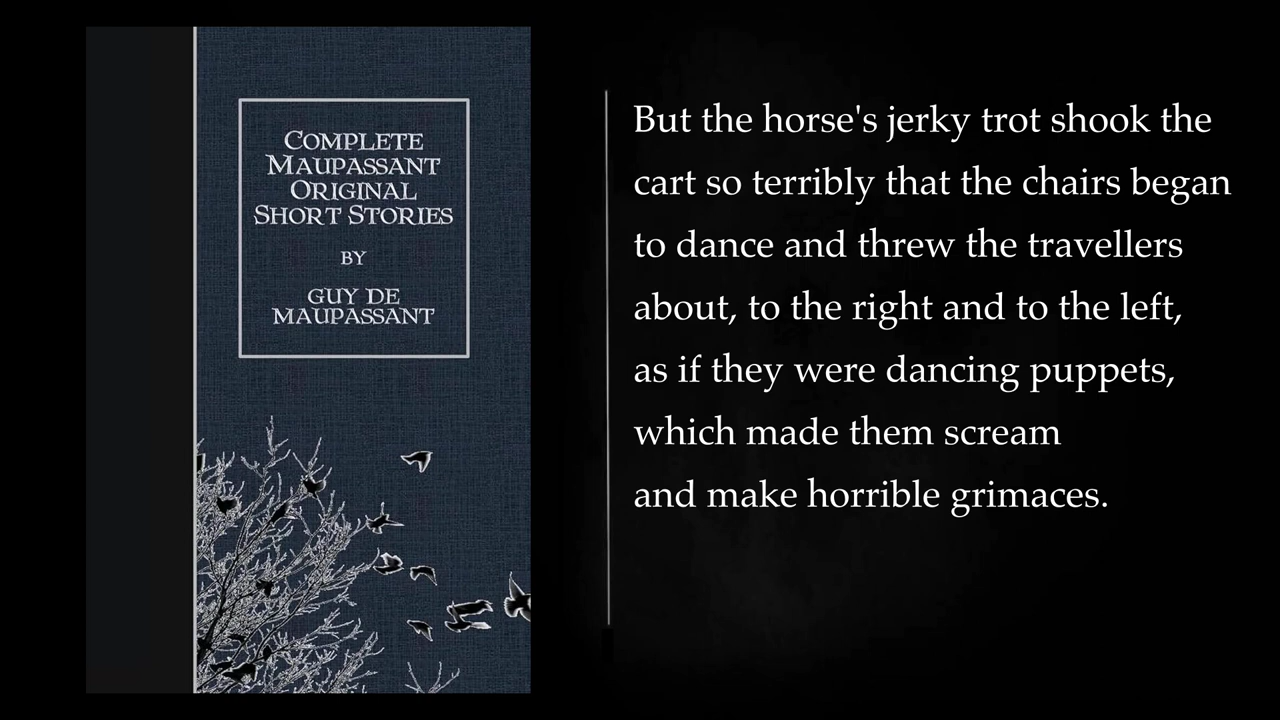 COMPLETE
MAUPASSANT
ORIGINAL
SHORT STORIES
BY
GUY DE
MAUPASSANT
But the horse's jerky trot shook the
cart so terribly that the chairs began
to dance and threw the travellers
about, to the right and to the left,
as if they were dancing puppets,
which made them scream
and make horrible grimaces.